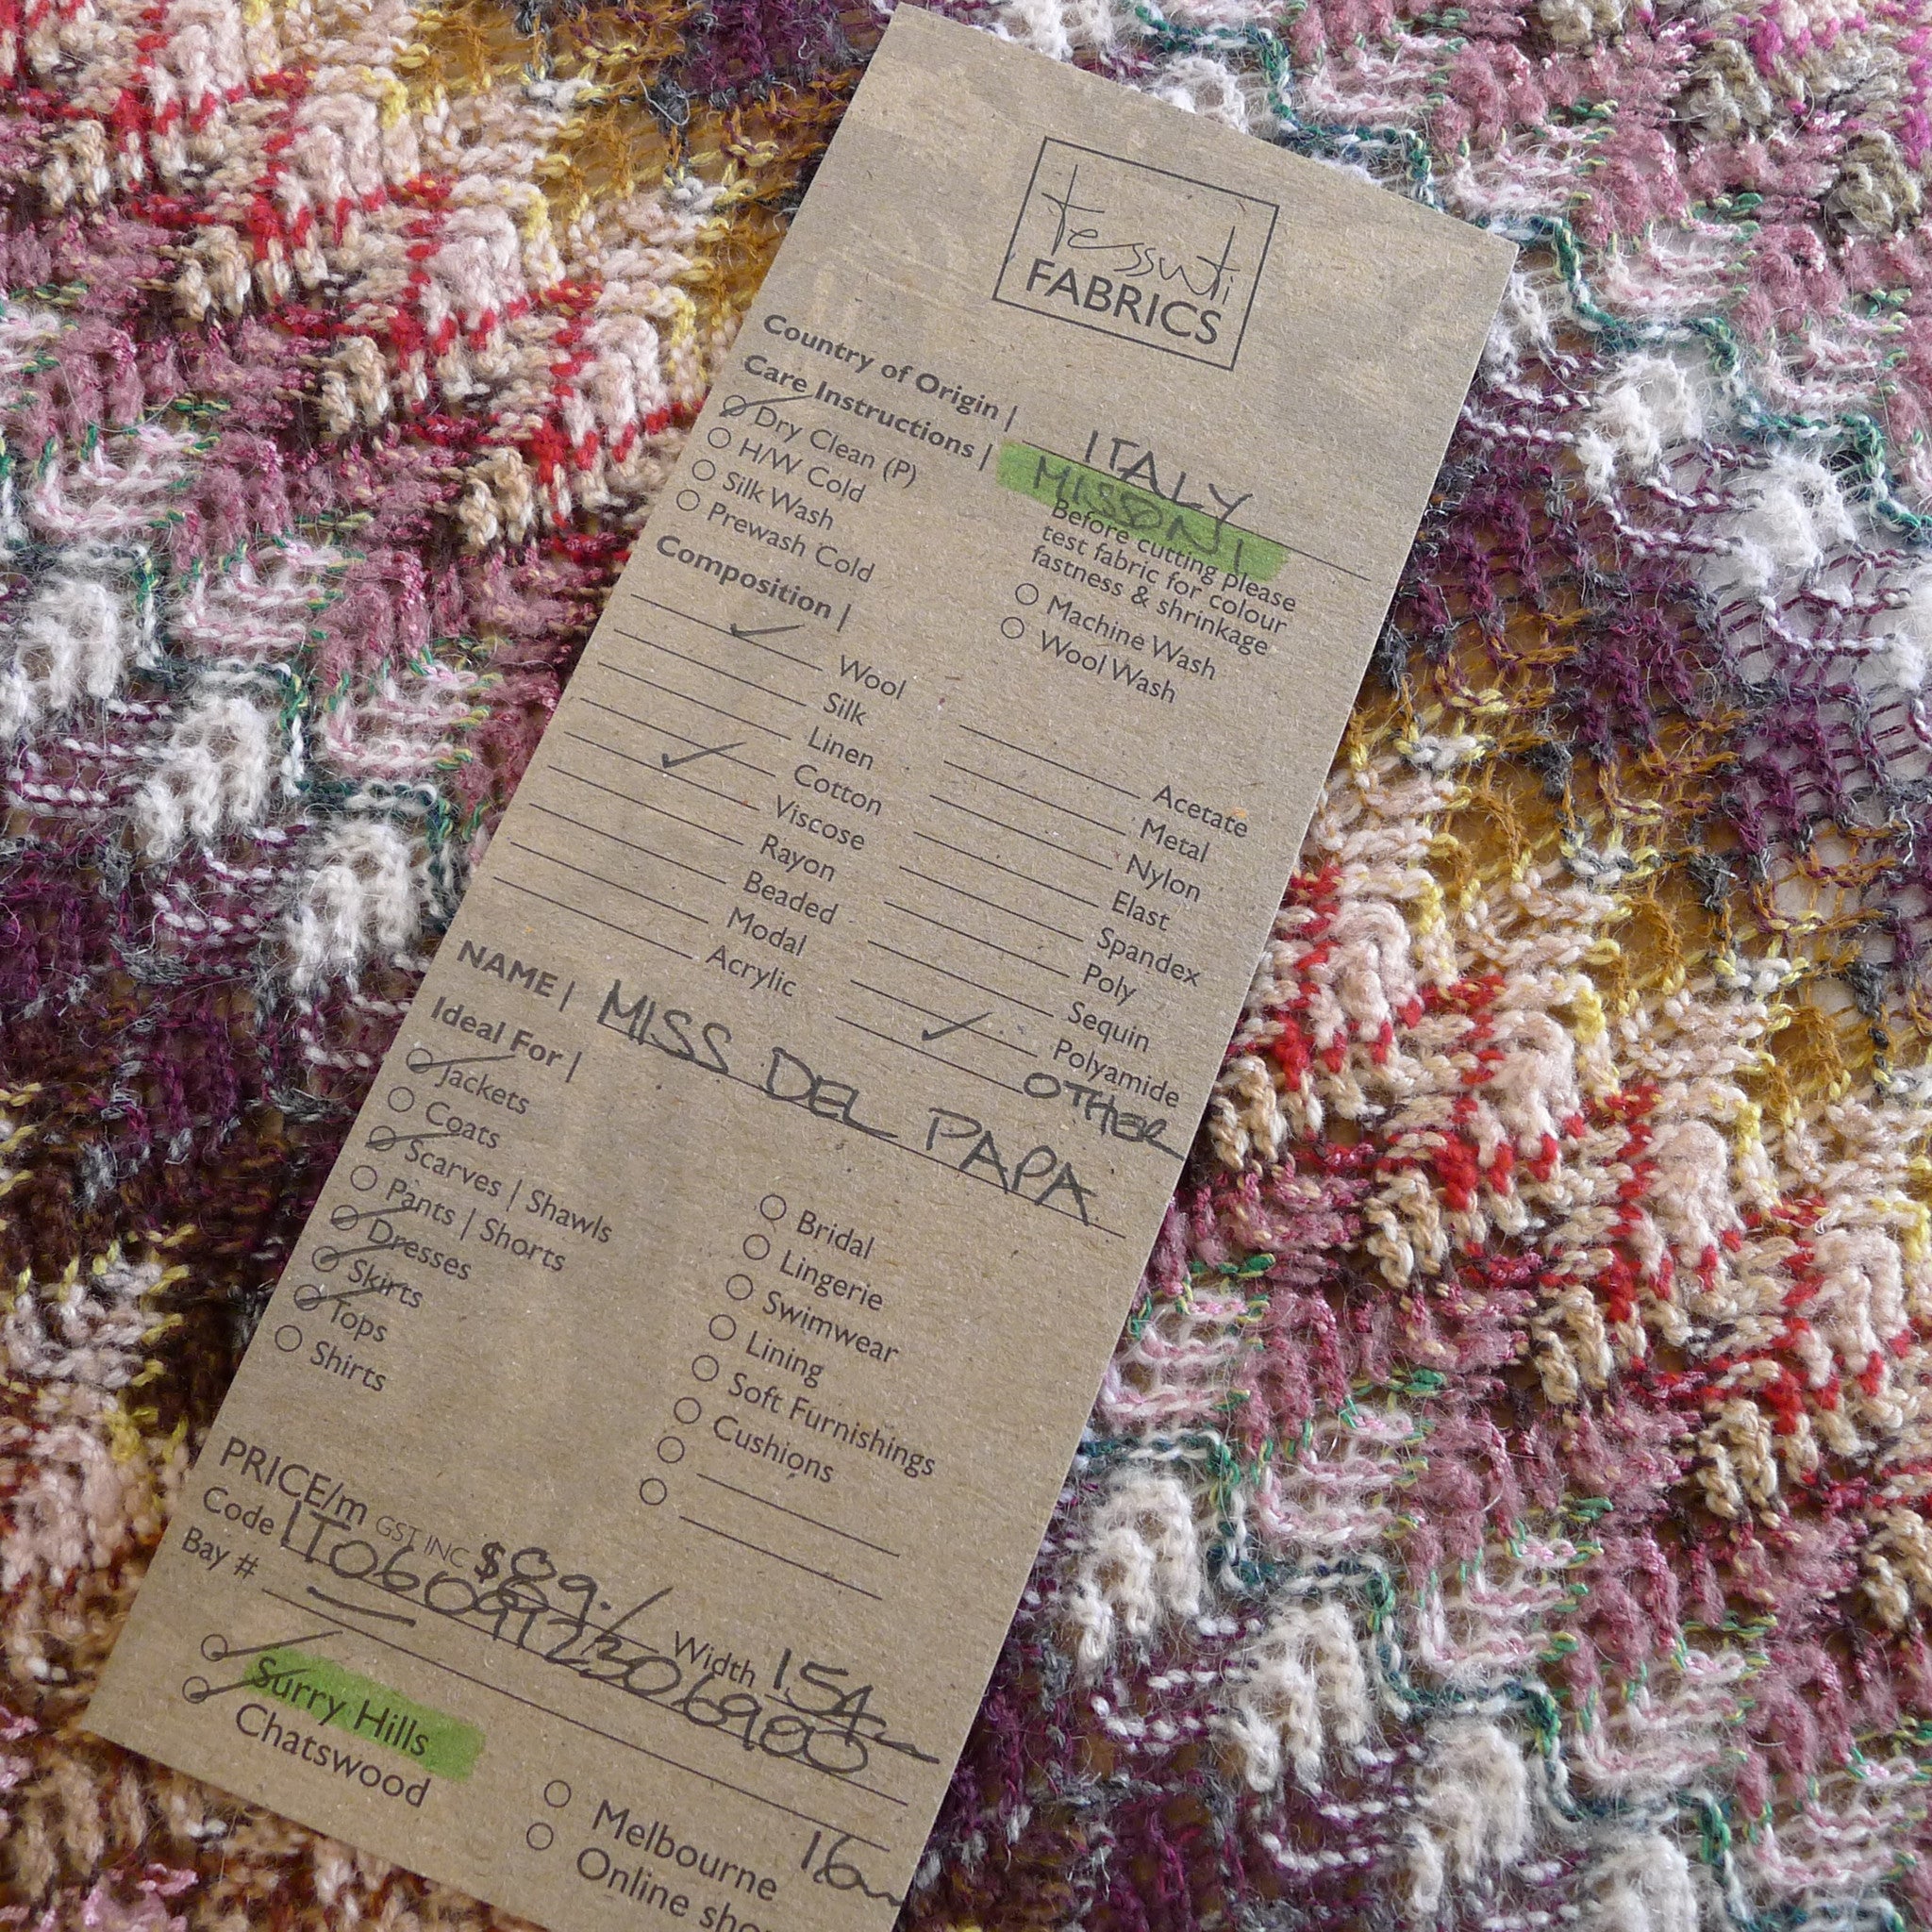 tessuti
FABRICS
Country of Origin | ITALY
Care Instructions | MISSONI
Dry Clean (P)
H/W Cold
Silk Wash
Prewash Cold
Before cutting please
test fabric for colour
fastness & shrinkage
Machine Wash
Wool Wash
Composition |
Wool
Silk
Linen
Cotton
Viscose
Rayon
Beaded
Modal
Acrylic
Acetate
Metal
Nylon
Elast
Spandex
Poly
Sequin
Polyamide
OTHER
NAME | MISS DEL PAPA
Ideal For |
Jackets
Coats
Scarves | Shawls
Pants | Shorts
Dresses
Skirts
Tops
Shirts
Bridal
Lingerie
Swimwear
Lining
Soft Furnishings
Cushions
PRICE/m GST INC $89. Width
Code
Bay #
Surry Hills
Chatswood
Melbourne 16m
Online